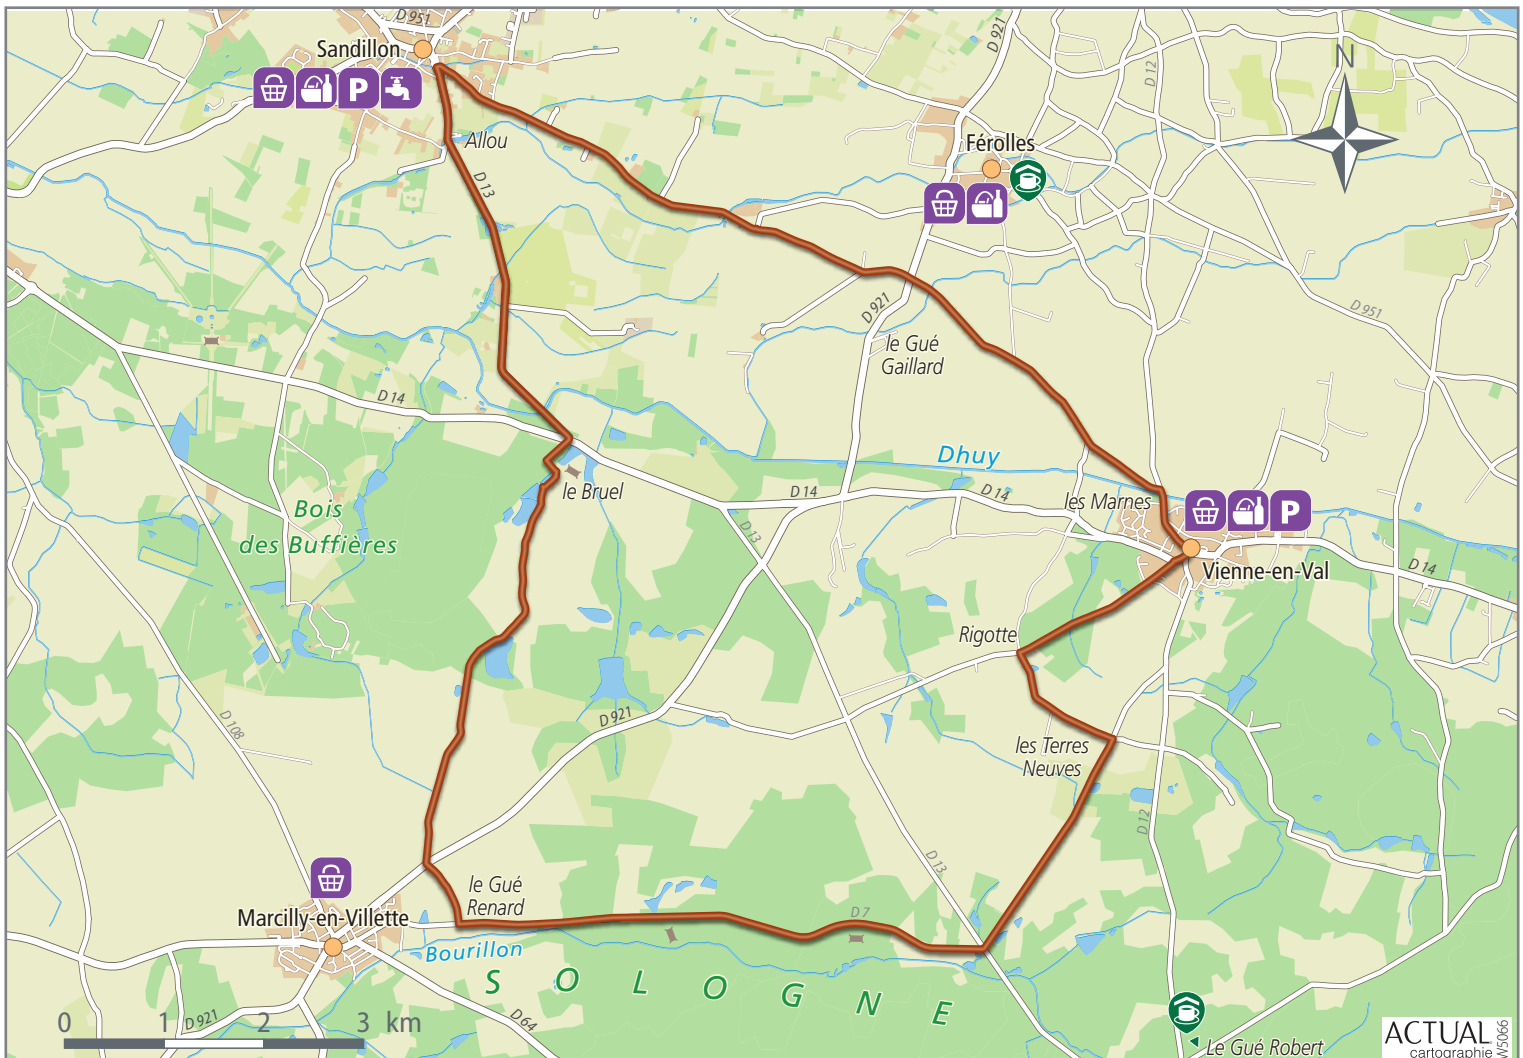 D 951
Sandillon
D 921
N
D 12
P
Allou
Férolles
D 13
D 921
D 951
le Gué
Gaillard
D 14
Dhuy
le Bruel
D 14
D 14
les Marnes
P
Bois
des Buffières
D 13
Vienne-en-Val
D 14
Rigotte
D 921
D 108
les Terres
Neuves
D 12
D 13
le Gué
Renard
D 7
Marcilly-en-Villette
Bourillon
SOLOGNE
0 1 2 3 km
D 921
D 64
Le Gué Robert
ACTUAL
cartographie
W5066